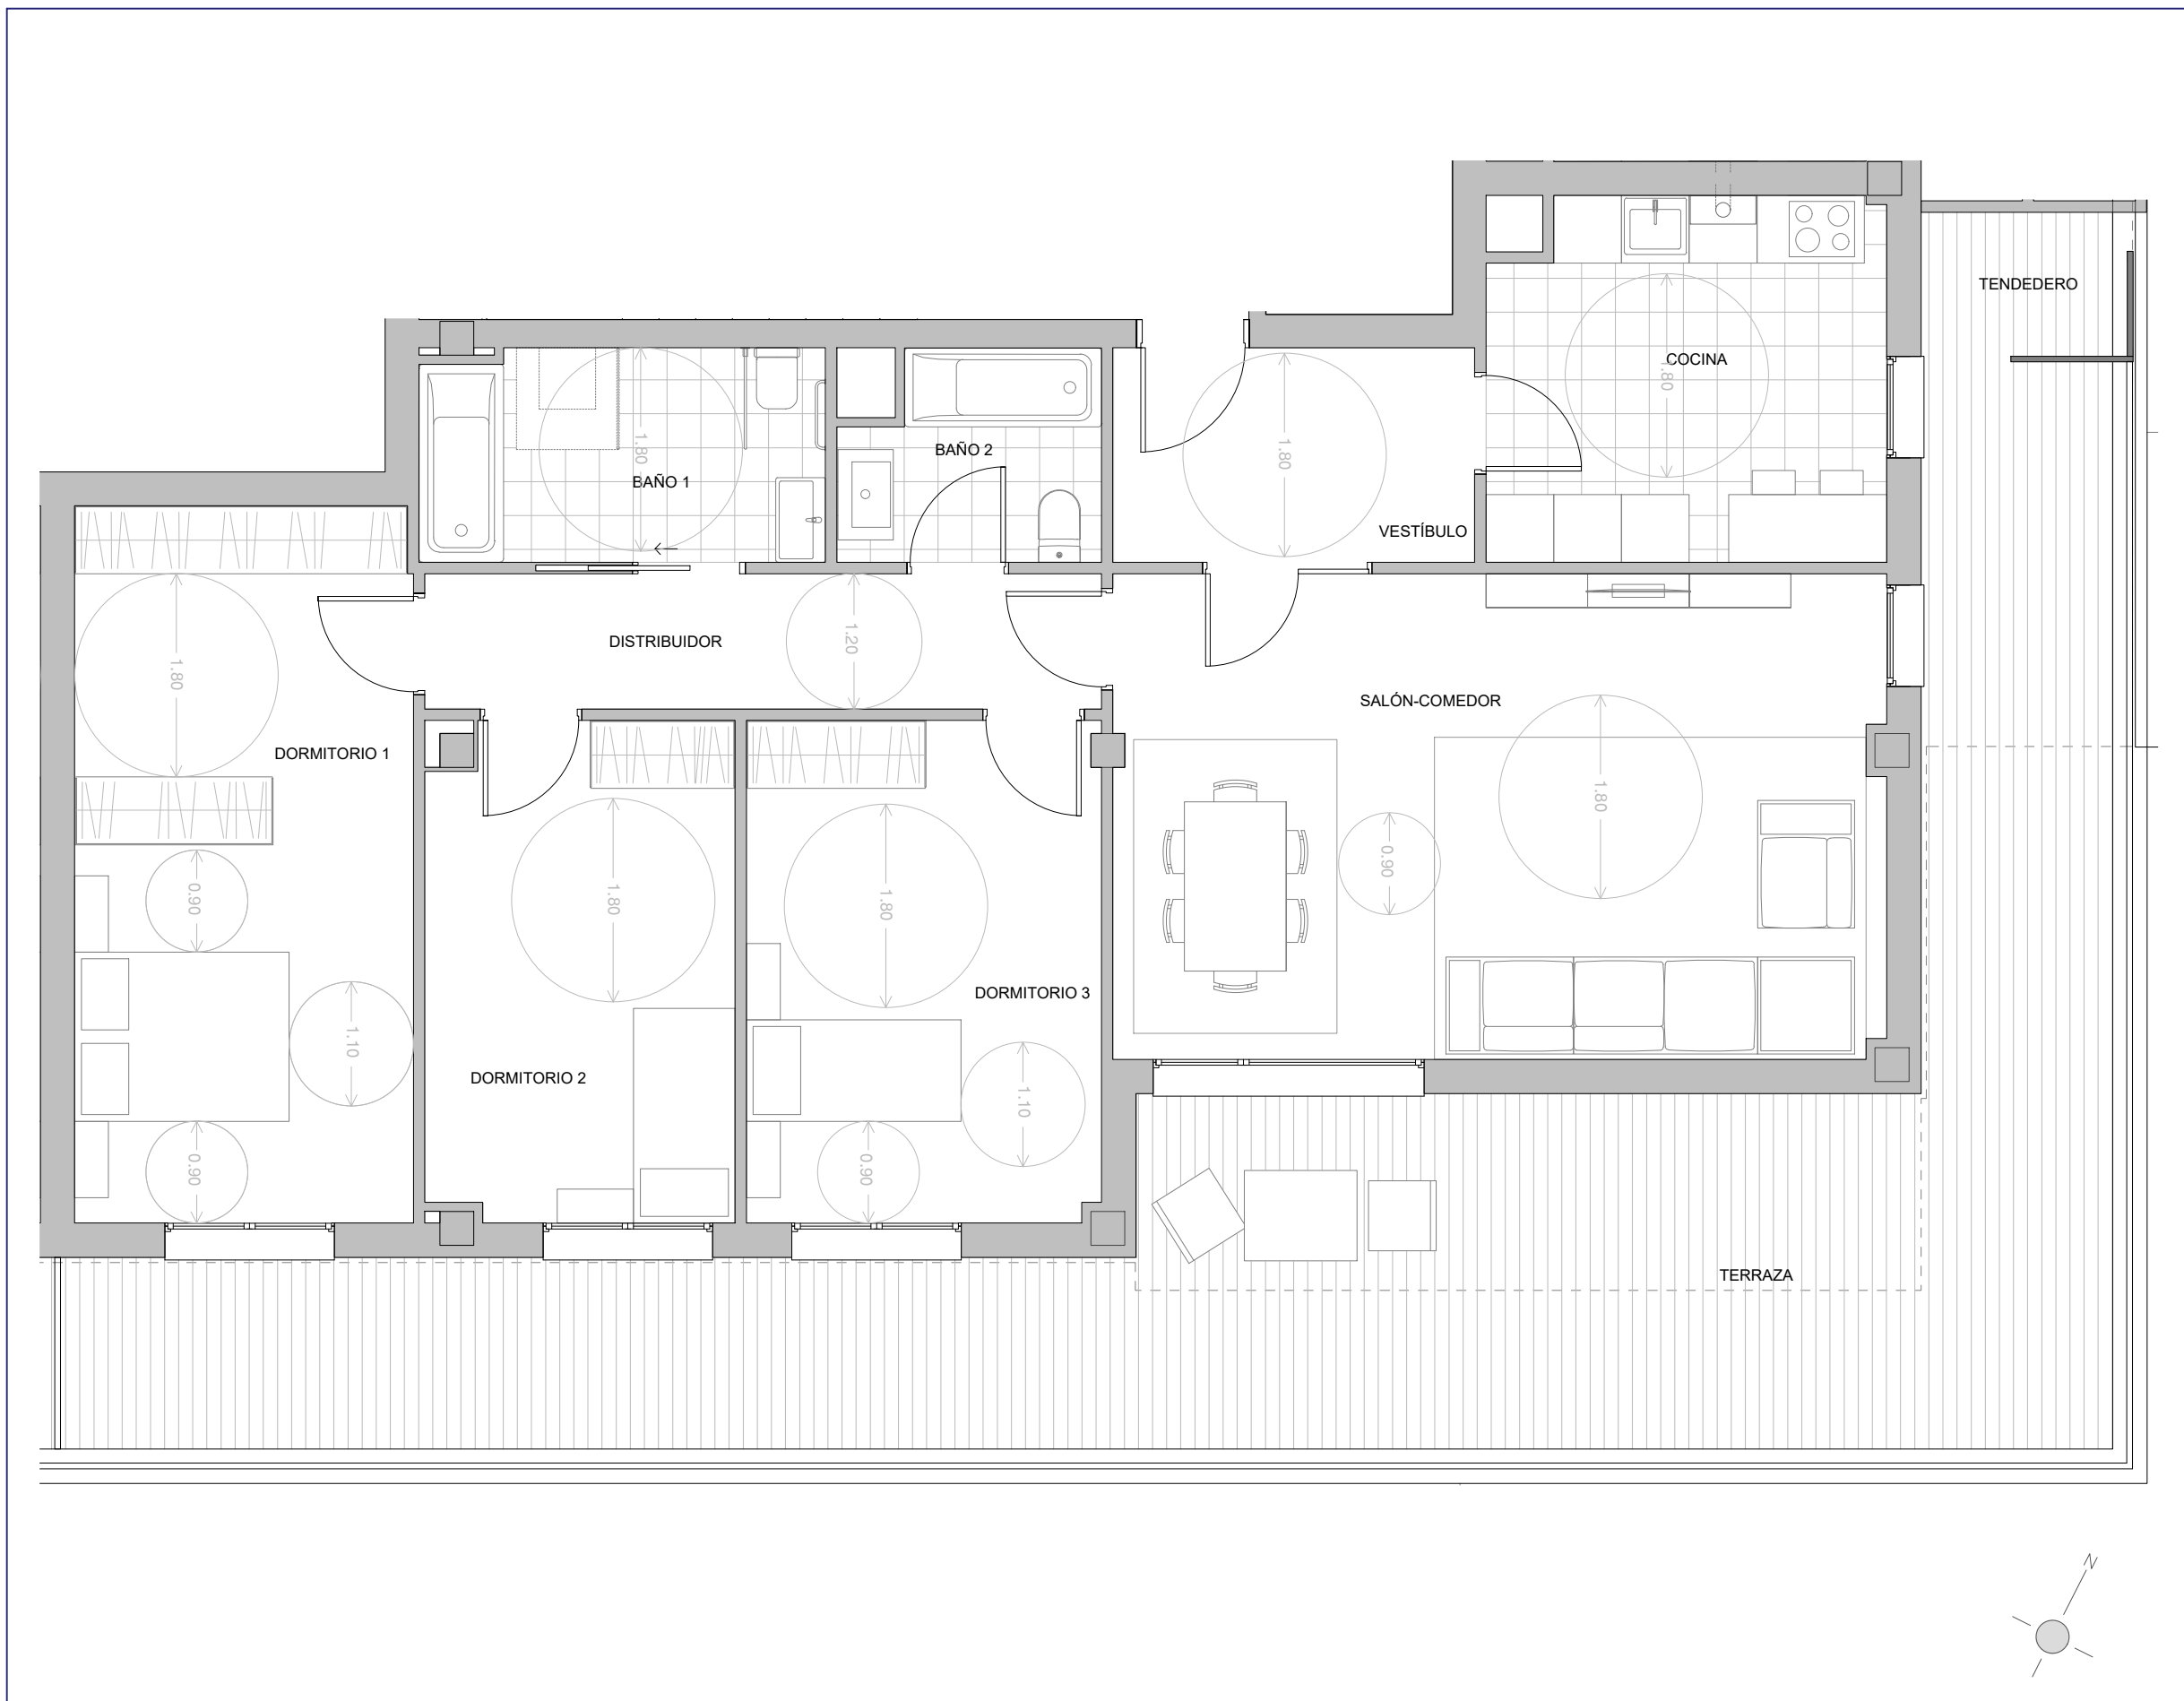 TENDEDERO
COCINA
1.80
BAÑO 2
1.80
1.80
BAÑO 1
VESTÍBULO
DISTRIBUIDOR
1.20
1.80
SALÓN-COMEDOR
DORMITORIO 1
1.80
0.90
0.90
1.80
1.80
DORMITORIO 3
1.10
DORMITORIO 2
1.10
0.90
0.90
TERRAZA
N